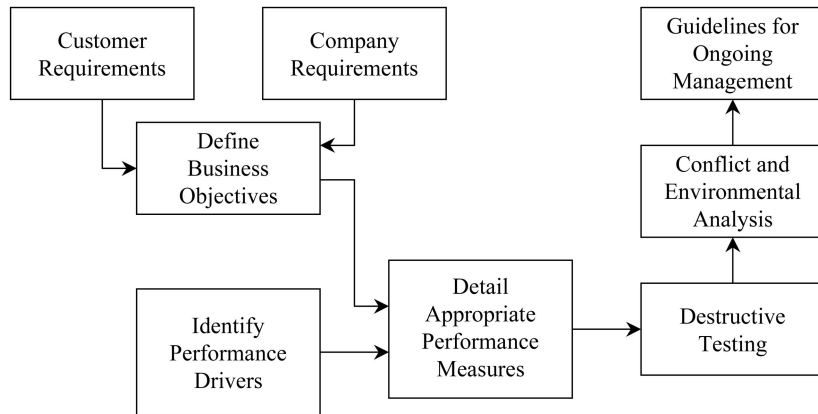 Customer
Requirements
Company
Requirements
Guidelines for
Ongoing
Management
Define
Business
Objectives
Conflict and
Environmental
Analysis
Identify
Performance
Drivers
Detail
Appropriate
Performance
Measures
Destructive
Testing